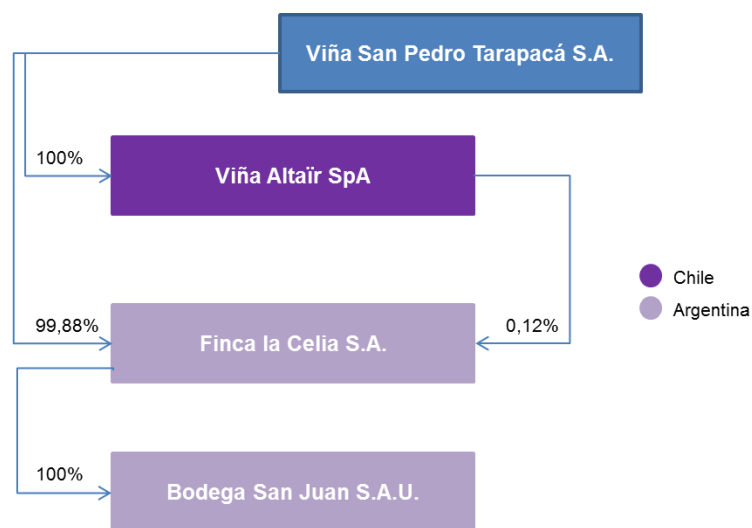 Viña San Pedro Tarapacá S.A.
100%
Viña Altaïr SpA
Chile
Argentina
99,88%
Finca la Celia S.A.
0,12%
100%
Bodega San Juan S.A.U.